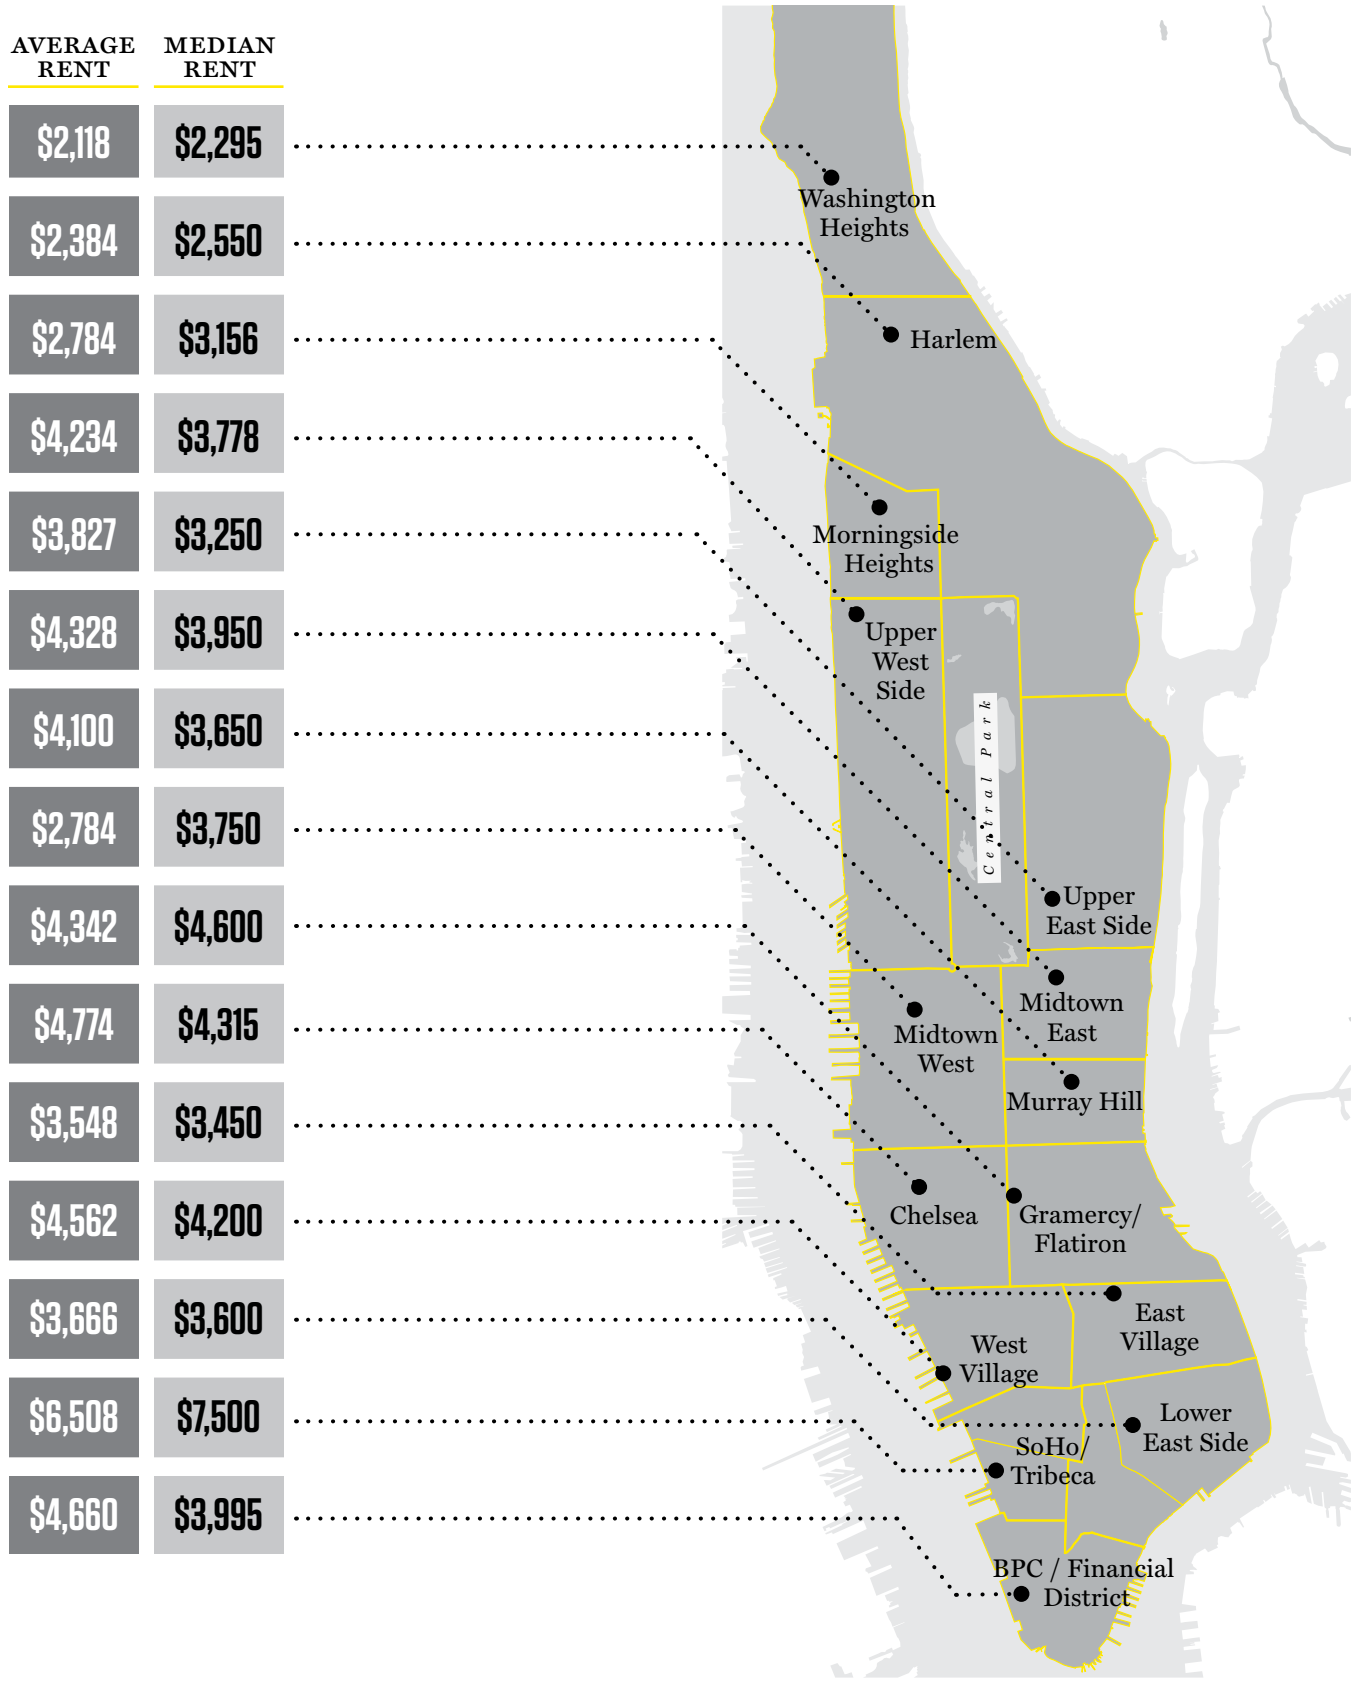 AVERAGE
RENT
MEDIAN
RENT
$2,118
$2,295
$2,384
$2,550
$2,784
$3,156
$4,234
$3,778
$3,827
$3,250
$4,328
$3,950
$4,100
$3,650
$2,784
$3,750
$4,342
$4,600
$4,774
$4,315
$3,548
$3,450
$4,562
$4,200
$3,666
$3,600
$6,508
$7,500
$4,660
$3,995
Washington
Heights
Harlem
Morningside
Heights
Upper
West
Side
Central Park
Upper
East Side
Midtown
East
Midtown
West
Murray Hill
Chelsea
Gramercy/
Flatiron
East
Village
West
Village
Lower
East Side
SoHo/
Tribeca
BPC / Financial
District